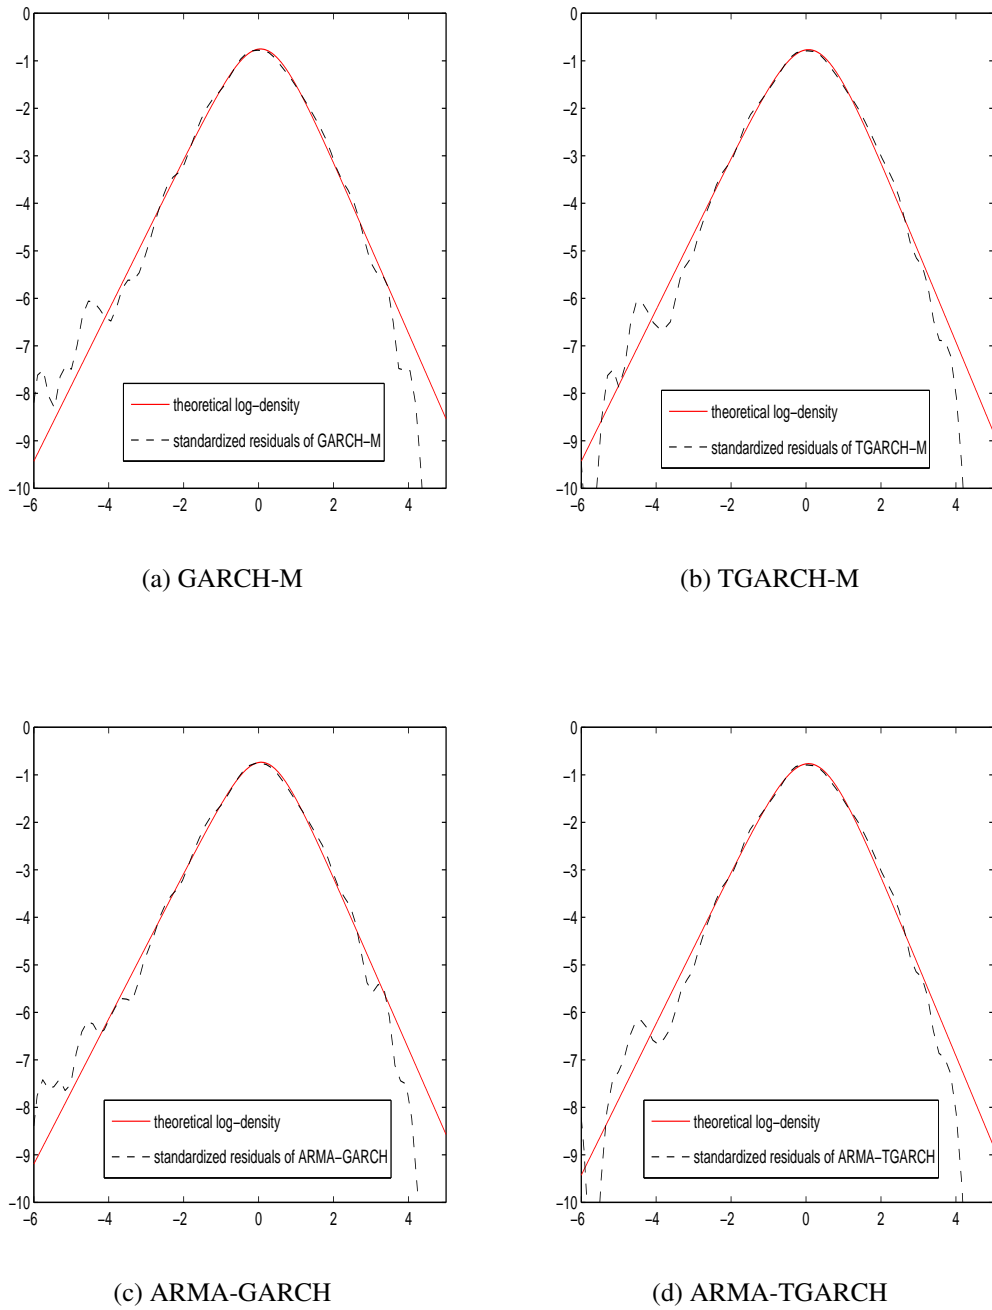 0
−1
−2
−3
−4
−5
−6
−7
−8
−9
−10
−6 −4 −2 0 2 4
theoretical log−density
standardized residuals of GARCH−M
(a) GARCH-M
0
−1
−2
−3
−4
−5
−6
−7
−8
−9
−10
−6 −4 −2 0 2 4
theoretical log−density
standardized residuals of TGARCH−M
(b) TGARCH-M
0
−1
−2
−3
−4
−5
−6
−7
−8
−9
−10
−6 −4 −2 0 2 4
theoretical log−density
standardized residuals of ARMA−GARCH
(c) ARMA-GARCH
0
−1
−2
−3
−4
−5
−6
−7
−8
−9
−10
−6 −4 −2 0 2 4
theoretical log−density
standardized residuals of ARMA−TGARCH
(d) ARMA-TGARCH